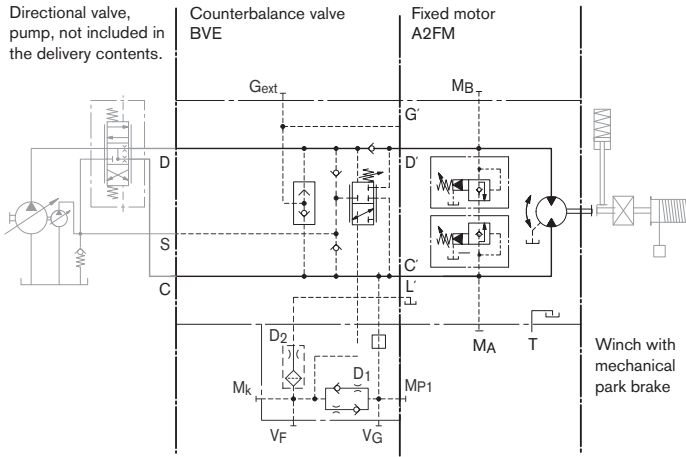 Directional valve,
pump, not included in
the delivery contents.
Counterbalance valve
BVE
Fixed motor
A2FM
Gext
MB
G'
D
D'
S
C'
C
L'
D2
MA
T
Winch with
mechanical
park brake
D1
Mk
MP1
VF
VG